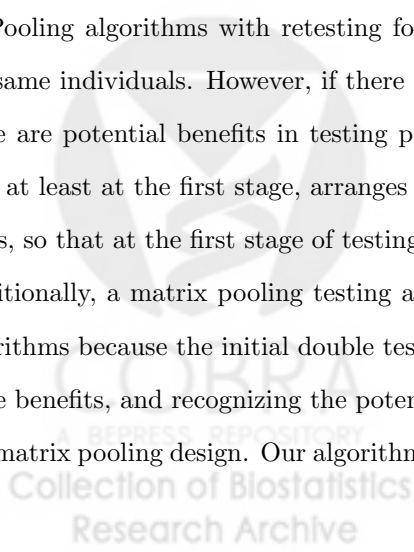 Pooling algorithms with retesting fo
same individuals. However, if there
e are potential benefits in testing p
at least at the first stage, arranges
s, so that at the first stage of testing
itionally, a matrix pooling testing a
rithms because the initial double tes
COBRA
e benefits, and recognizing the poten
A BEPRESS REPOSITORY
matrix pooling design. Our algorithm
Collection of Biostatistics
Research Archive